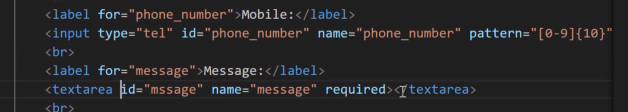 <label for="phone_number">Mobile:</label>
<input type="tel" id="phone_number" name="phone_number" pattern="[0-9]{10}"
<br>
<label for="message">Message:</label>
<textarea id="mssage" name="message" required></textarea>
<br>